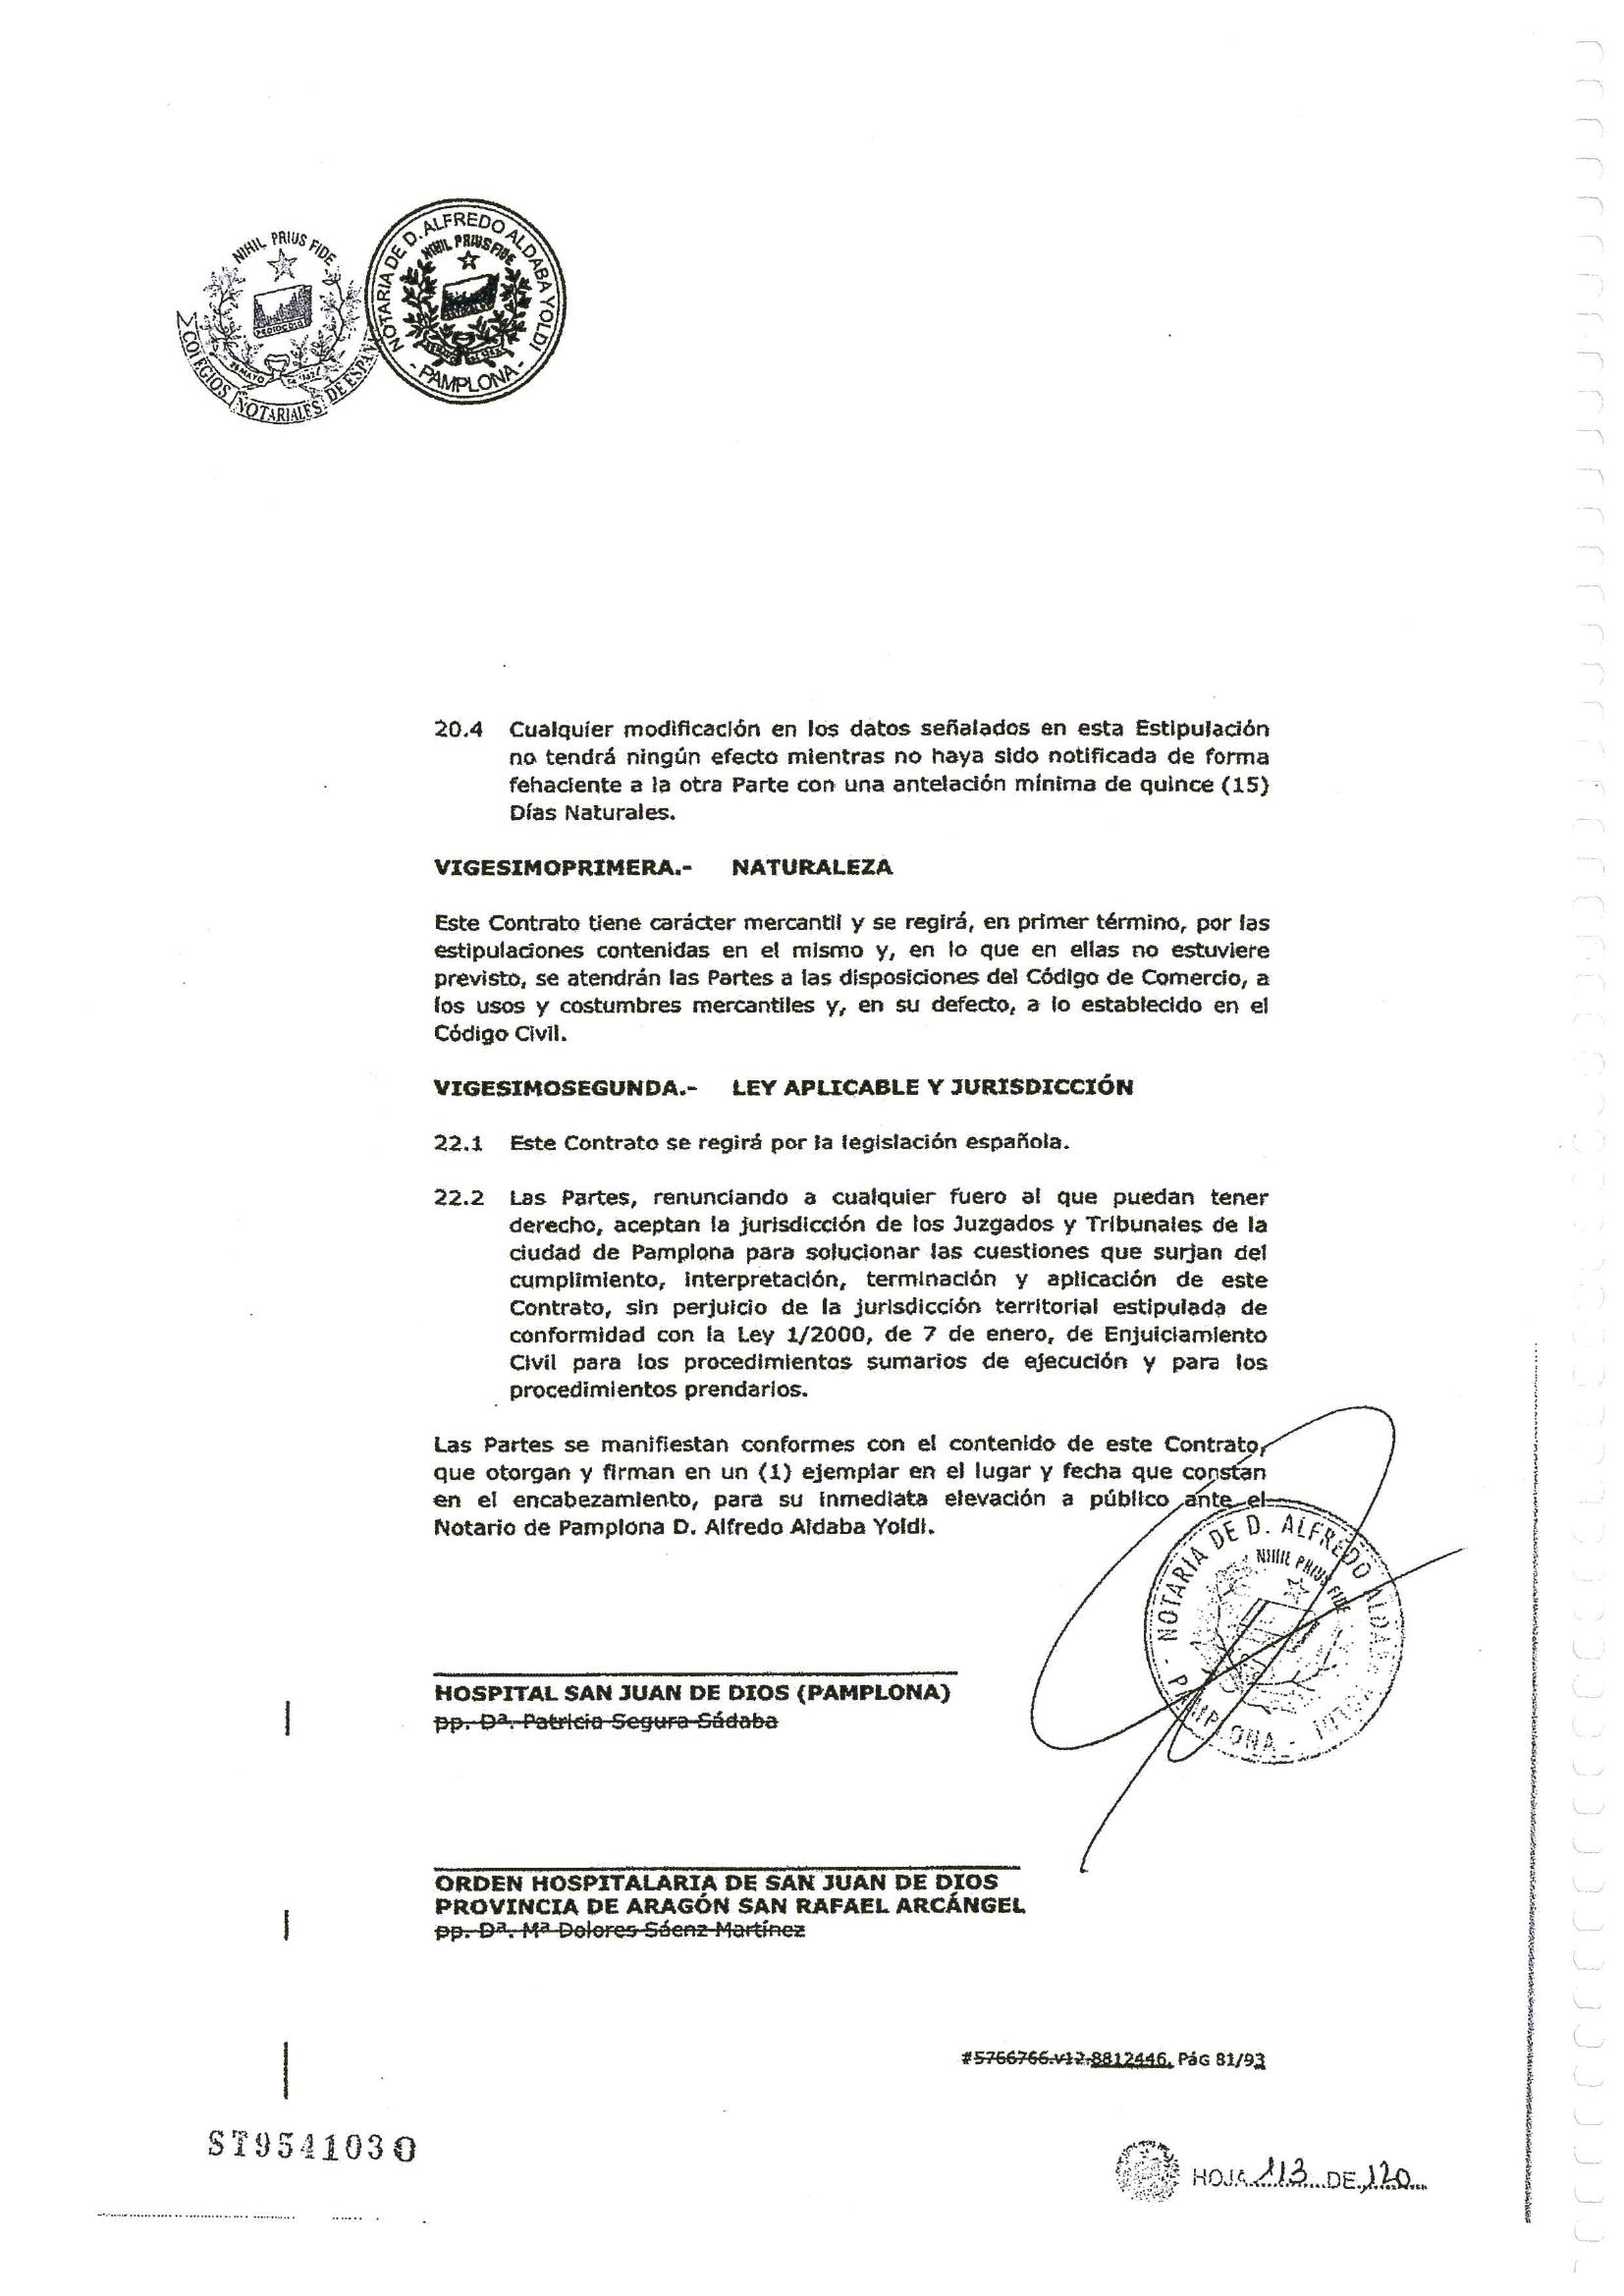 NIHIL PRIUS FIDE
PROTOCOLO
COLEGIOS NOTARIALES DE ESPAÑ
NOTARIA DE D. ALFREDO ALDABA YOLDI
NIHIL PRIUS FIDE
- PAMPLONA -
20.4 Cualquier modificación en los datos señalados en esta Estipulación
no tendrá ningún efecto mientras no haya sido notificada de forma
fehaciente a la otra Parte con una antelación mínima de quince (15)
Días Naturales.
VIGESIMOPRIMERA.- NATURALEZA
Este Contrato tiene carácter mercantil y se regirá, en primer término, por las
estipulaciones contenidas en el mismo y, en lo que en ellas no estuviere
previsto, se atendrán las Partes a las disposiciones del Código de Comercio, a
los usos y costumbres mercantiles y, en su defecto, a lo establecido en el
Código Civil.
VIGESIMOSEGUNDA.- LEY APLICABLE Y JURISDICCIÓN
22.1 Este Contrato se regirá por la legislación española.
22.2 Las Partes, renunciando a cualquier fuero al que puedan tener
derecho, aceptan la jurisdicción de los Juzgados y Tribunales de la
ciudad de Pamplona para solucionar las cuestiones que surjan del
cumplimiento, interpretación, terminación y aplicación de este
Contrato, sin perjuicio de la jurisdicción territorial estipulada de
conformidad con la Ley 1/2000, de 7 de enero, de Enjuiciamiento
Civil para los procedimientos sumarios de ejecución y para los
procedimientos prendarios.
Las Partes se manifiestan conformes con el contenido de este Contrato,
que otorgan y firman en un (1) ejemplar en el lugar y fecha que constan
en el encabezamiento, para su inmediata elevación a público ante el
Notario de Pamplona D. Alfredo Aldaba Yoldi.
- NOTARIA DE D. ALFREDO ALDABA
NIHIL PRIUS FIDE
PAMPLONA -
HOSPITAL SAN JUAN DE DIOS (PAMPLONA)
pp. Dª. Patricia Segura Sádaba
ORDEN HOSPITALARIA DE SAN JUAN DE DIOS
PROVINCIA DE ARAGÓN SAN RAFAEL ARCÁNGEL
pp. Dª. Mª Dolores Sáenz Martínez
#5766766.v12.8812446. PÁG 81/93
ST9541030
HOJA 113 DE 120